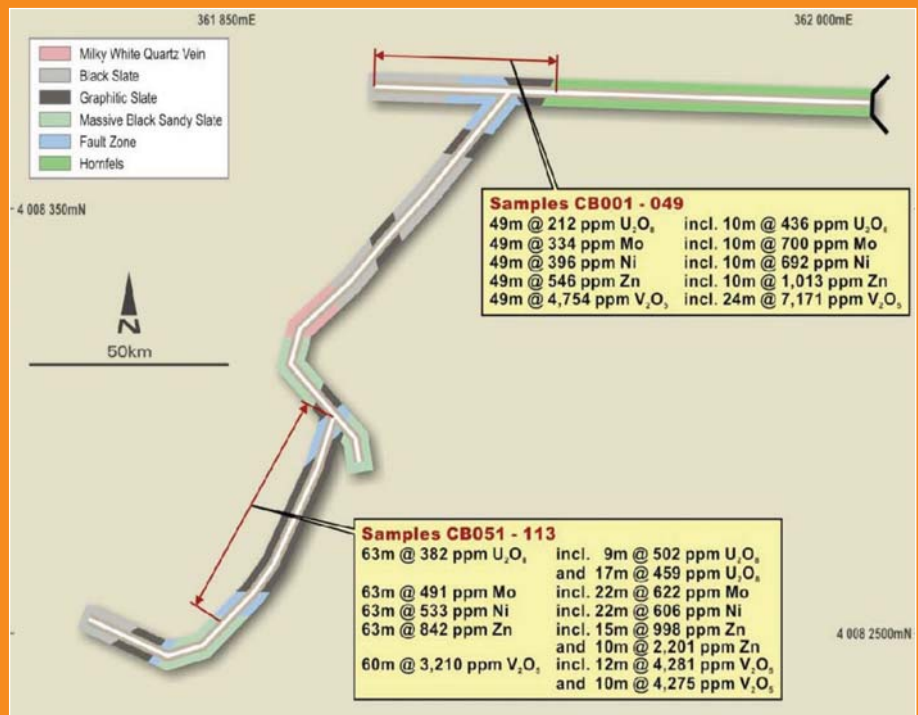 361 850mE
362 000mE
Milky White Quartz Vein
Black Slate
Graphitic Slate
Massive Black Sandy Slate
Fault Zone
Hornfels
4 008 350mN
N
50km
Samples CB001 - 049
49m @ 212 ppm U₃O₈ incl. 10m @ 436 ppm U₃O₈
49m @ 334 ppm Mo incl. 10m @ 700 ppm Mo
49m @ 396 ppm Ni incl. 10m @ 692 ppm Ni
49m @ 546 ppm Zn incl. 10m @ 1,013 ppm Zn
49m @ 4,754 ppm V₂O₅ incl. 24m @ 7,171 ppm V₂O₅
Samples CB051 - 113
63m @ 382 ppm U₃O₈ incl. 9m @ 502 ppm U₃O₈
and 17m @ 459 ppm U₃O₈
63m @ 491 ppm Mo incl. 22m @ 622 ppm Mo
63m @ 533 ppm Ni incl. 22m @ 606 ppm Ni
63m @ 842 ppm Zn incl. 15m @ 998 ppm Zn
and 10m @ 2,201 ppm Zn
60m @ 3,210 ppm V₂O₅ incl. 12m @ 4,281 ppm V₂O₅
and 10m @ 4,275 ppm V₂O₅
4 008 2500mN